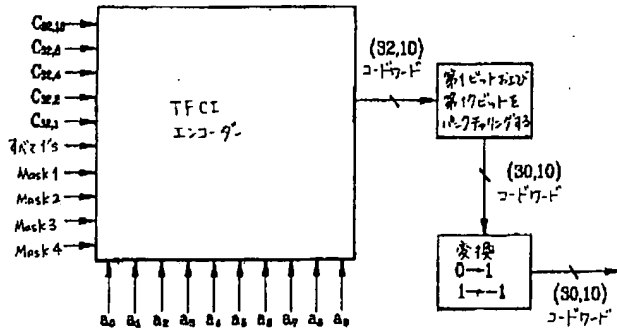 C32,16
C32,8
C32,4
C32,2
C32,1
すべて1's
Mask 1
Mask 2
Mask 3
Mask 4
TFCI
エンコーダー
a0 a1 a2 a3 a4 a5 a6 a7 a8 a9
(32,10)
コードワード
第1ビットおよび
第17ビットを
パンクチャリングする
(30,10)
コードワード
変換
0→1
1→-1
(30,10)
コードワード